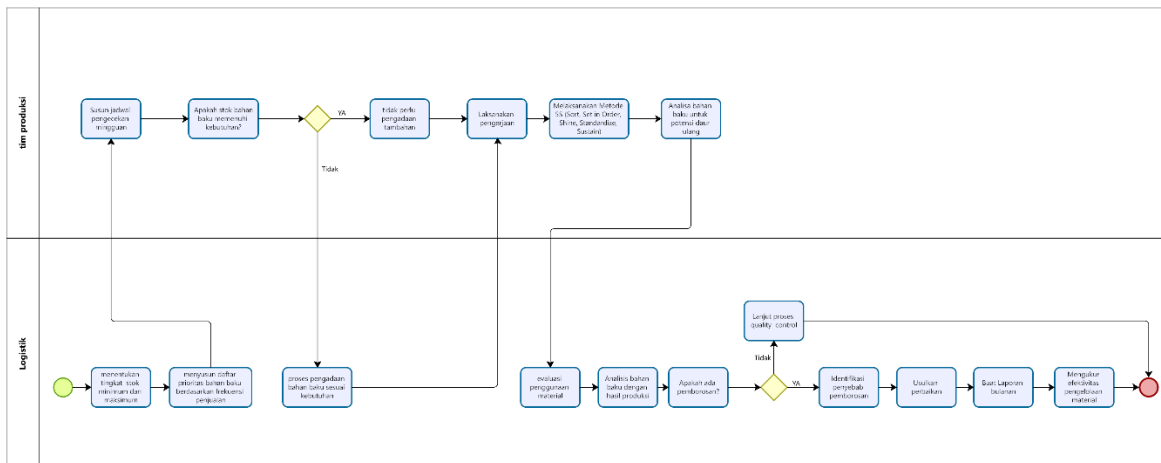 tim produksi
Susun jadwal
pengecekan
mingguan
Apakah stok bahan
baku memenuhi
kebutuhan?
YA
Tidak
tidak perlu
pengadaan
tambahan
Laksanakan
pengerjaan
Melaksanakan Metode
5S (Sort, Set in Order,
Shine, Standardize,
Sustain)
Analisa bahan
baku untuk
potensi daur
ulang
Logistik
menentukan
tingkat stok
minimum dan
maksimum
menyusun daftar
prioritas bahan baku
berdasarkan frekuensi
penjualan
proses pengadaan
bahan baku sesuai
kebutuhan
evaluasi
penggunaan
material
Analisis bahan
baku dengan
hasil produksi
Apakah ada
pemborosan?
Tidak
Lanjut proses
quality control
YA
Identifikasi
penyebab
pemborosan
Usulkan
perbaikan
Buat Laporan
bulanan
Mengukur
efektivitas
pengelolaan
material